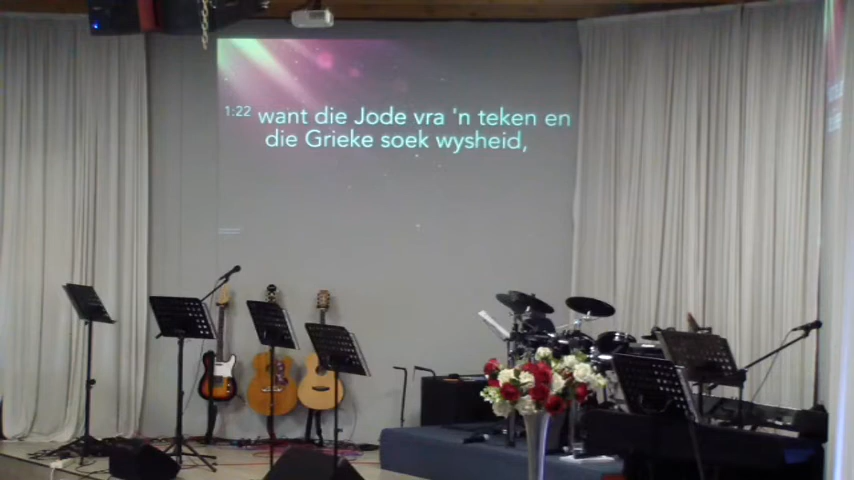 1:22 want die Jode vra 'n teken en
die Grieke soek wysheid,